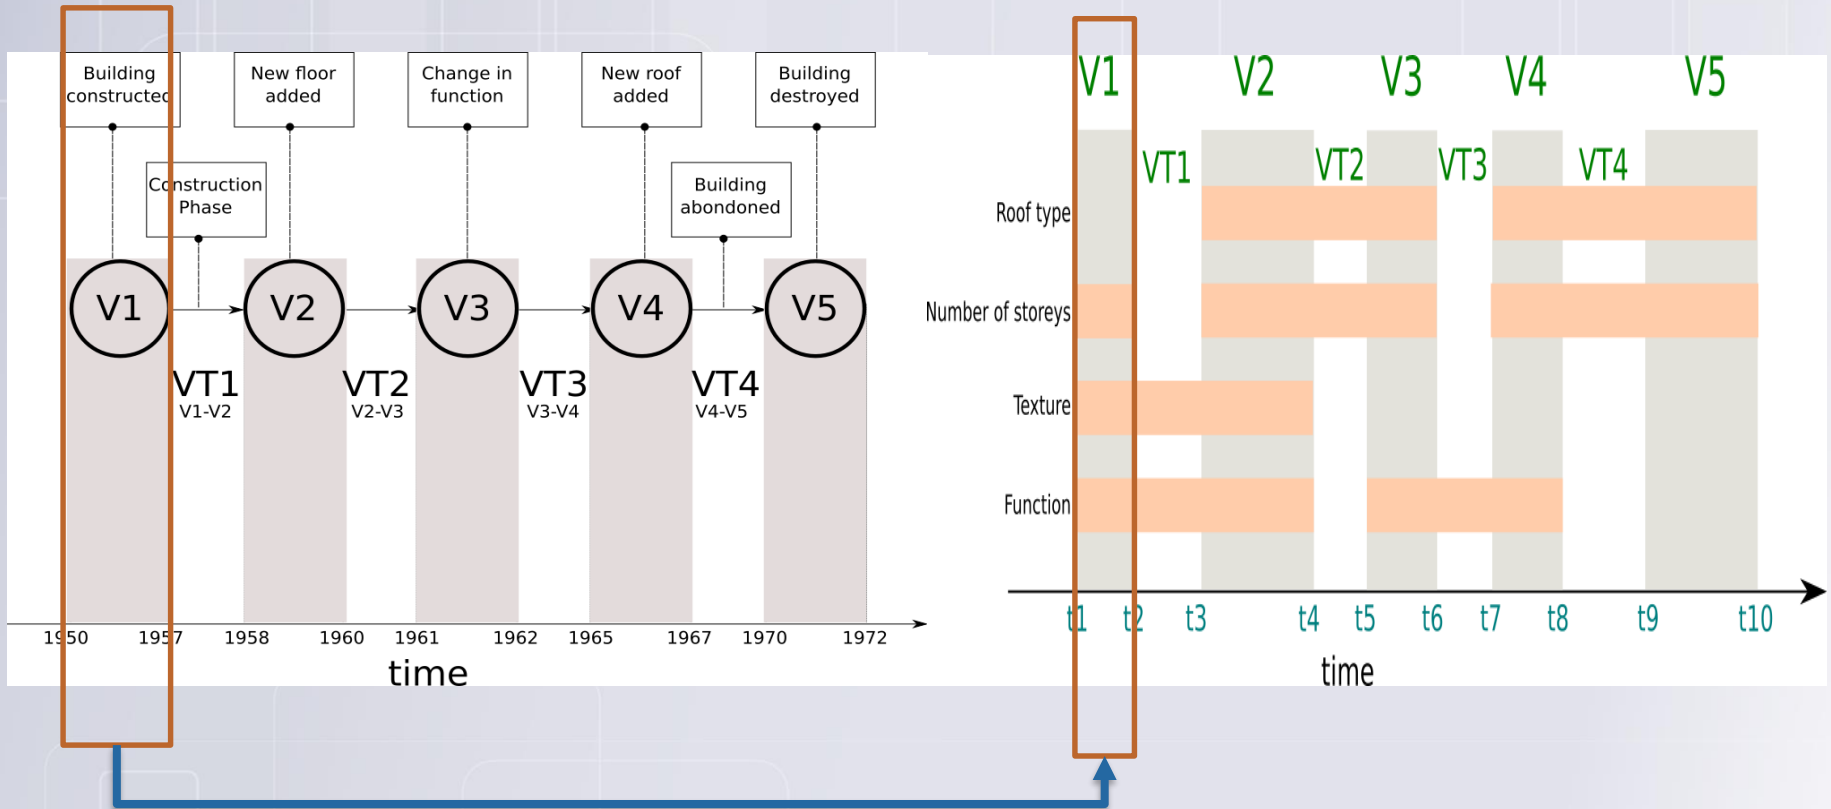 Building
constructed
New floor
added
Change in
function
New roof
added
Building
destroyed
Construction
Phase
Building
abondoned
V1
V2
V3
V4
V5
VT1
V1-V2
VT2
V2-V3
VT3
V3-V4
VT4
V4-V5
1950 1957 1958 1960 1961 1962 1965 1967 1970 1972
time
V1 V2 V3 V4 V5
VT1 VT2 VT3 VT4
Roof type
Number of storeys
Texture
Function
t1 t2 t3 t4 t5 t6 t7 t8 t9 t10
time